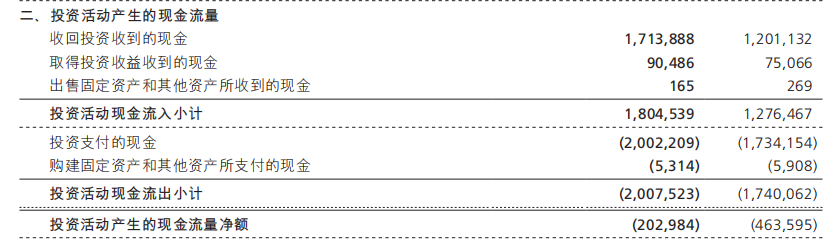 二、投资活动产生的现金流量
收回投资收到的现金 1,713,888 1,201,132
取得投资收益收到的现金 90,486 75,066
出售固定资产和其他资产所收到的现金 165 269
投资活动现金流入小计 1,804,539 1,276,467
投资支付的现金 (2,002,209) (1,734,154)
购建固定资产和其他资产所支付的现金 (5,314) (5,908)
投资活动现金流出小计 (2,007,523) (1,740,062)
投资活动产生的现金流量净额 (202,984) (463,595)